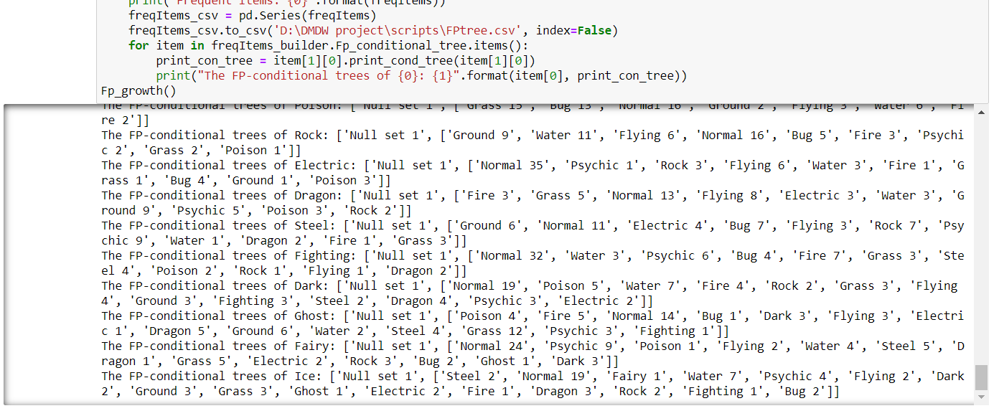 print("Frequent items: {0}".format(freqItems))
freqItems_csv = pd.Series(freqItems)
freqItems_csv.to_csv('D:\DMDW project\scripts\FPtree.csv', index=False)
for item in freqItems_builder.Fp_conditional_tree.items():
print_con_tree = item[1][0].print_cond_tree(item[1][0])
print("The FP-conditional trees of {0}: {1}".format(item[0], print_con_tree))
Fp_growth()
The FP-conditional trees of Poison: ['Null set 1', ['Grass 15', 'Bug 13', 'Normal 16', 'Ground 2', 'Flying 3', 'Water 6', 'Fi
re 2']]
The FP-conditional trees of Rock: ['Null set 1', ['Ground 9', 'Water 11', 'Flying 6', 'Normal 16', 'Bug 5', 'Fire 3', 'Psychi
c 2', 'Grass 2', 'Poison 1']]
The FP-conditional trees of Electric: ['Null set 1', ['Normal 35', 'Psychic 1', 'Rock 3', 'Flying 6', 'Water 3', 'Fire 1', 'G
rass 1', 'Bug 4', 'Ground 1', 'Poison 3']]
The FP-conditional trees of Dragon: ['Null set 1', ['Fire 3', 'Grass 5', 'Normal 13', 'Flying 8', 'Electric 3', 'Water 3', 'G
round 9', 'Psychic 5', 'Poison 3', 'Rock 2']]
The FP-conditional trees of Steel: ['Null set 1', ['Ground 6', 'Normal 11', 'Electric 4', 'Bug 7', 'Flying 3', 'Rock 7', 'Psy
chic 9', 'Water 1', 'Dragon 2', 'Fire 1', 'Grass 3']]
The FP-conditional trees of Fighting: ['Null set 1', ['Normal 32', 'Water 3', 'Psychic 6', 'Bug 4', 'Fire 7', 'Grass 3', 'Ste
el 4', 'Poison 2', 'Rock 1', 'Flying 1', 'Dragon 2']]
The FP-conditional trees of Dark: ['Null set 1', ['Normal 19', 'Poison 5', 'Water 7', 'Fire 4', 'Rock 2', 'Grass 3', 'Flying
4', 'Ground 3', 'Fighting 3', 'Steel 2', 'Dragon 4', 'Psychic 3', 'Electric 2']]
The FP-conditional trees of Ghost: ['Null set 1', ['Poison 4', 'Fire 5', 'Normal 14', 'Bug 1', 'Dark 3', 'Flying 3', 'Electri
c 1', 'Dragon 5', 'Ground 6', 'Water 2', 'Steel 4', 'Grass 12', 'Psychic 3', 'Fighting 1']]
The FP-conditional trees of Fairy: ['Null set 1', ['Normal 24', 'Psychic 9', 'Poison 1', 'Flying 2', 'Water 4', 'Steel 5', 'D
ragon 1', 'Grass 5', 'Electric 2', 'Rock 3', 'Bug 2', 'Ghost 1', 'Dark 3']]
The FP-conditional trees of Ice: ['Null set 1', ['Steel 2', 'Normal 19', 'Fairy 1', 'Water 7', 'Psychic 4', 'Flying 2', 'Dark
2', 'Ground 3', 'Grass 3', 'Ghost 1', 'Electric 2', 'Fire 1', 'Dragon 3', 'Rock 2', 'Fighting 1', 'Bug 2']]